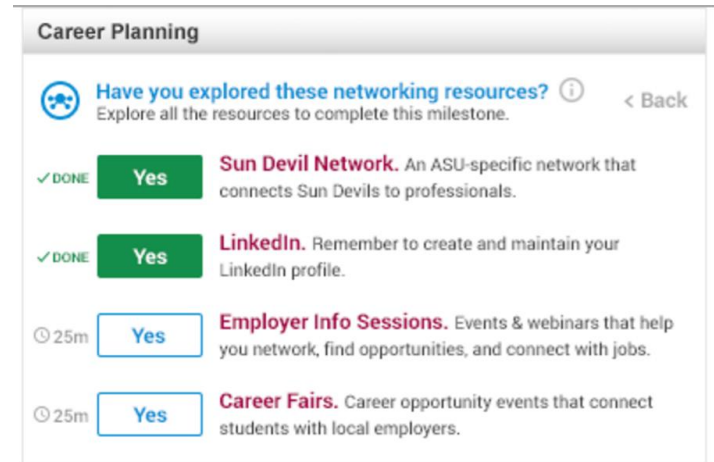 Career Planning
Have you explored these networking resources?
< Back
Explore all the resources to complete this milestone.
✓ DONE Yes Sun Devil Network. An ASU-specific network that
connects Sun Devils to professionals.
✓ DONE Yes LinkedIn. Remember to create and maintain your
LinkedIn profile.
25m Yes Employer Info Sessions. Events & webinars that help
you network, find opportunities, and connect with jobs.
25m Yes Career Fairs. Career opportunity events that connect
students with local employers.